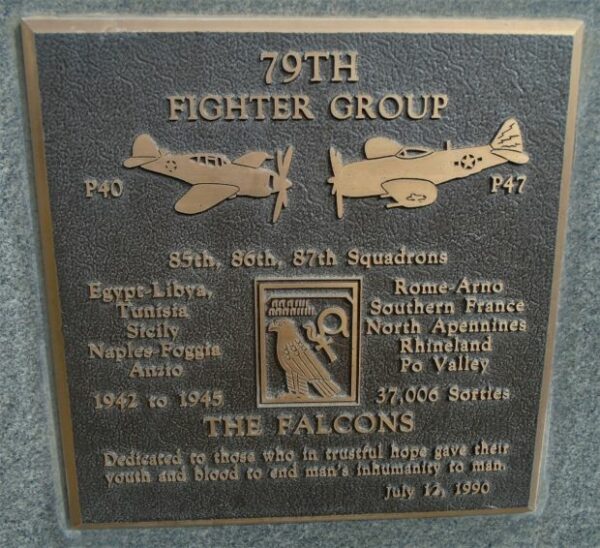 79TH
FIGHTER GROUP
P40
P47
85th, 86th, 87th Squadrons
Egypt-Libya,
Tunisia
Sicily
Naples-Foggia
Anzio
1942 to 1945
Rome-Arno
Southern France
North Apennines
Rhineland
Po Valley
37,006 Sorties
THE FALCONS
Dedicated to those who in trustful hope gave their
youth and blood to end man's inhumanity to man.
July 12, 1990